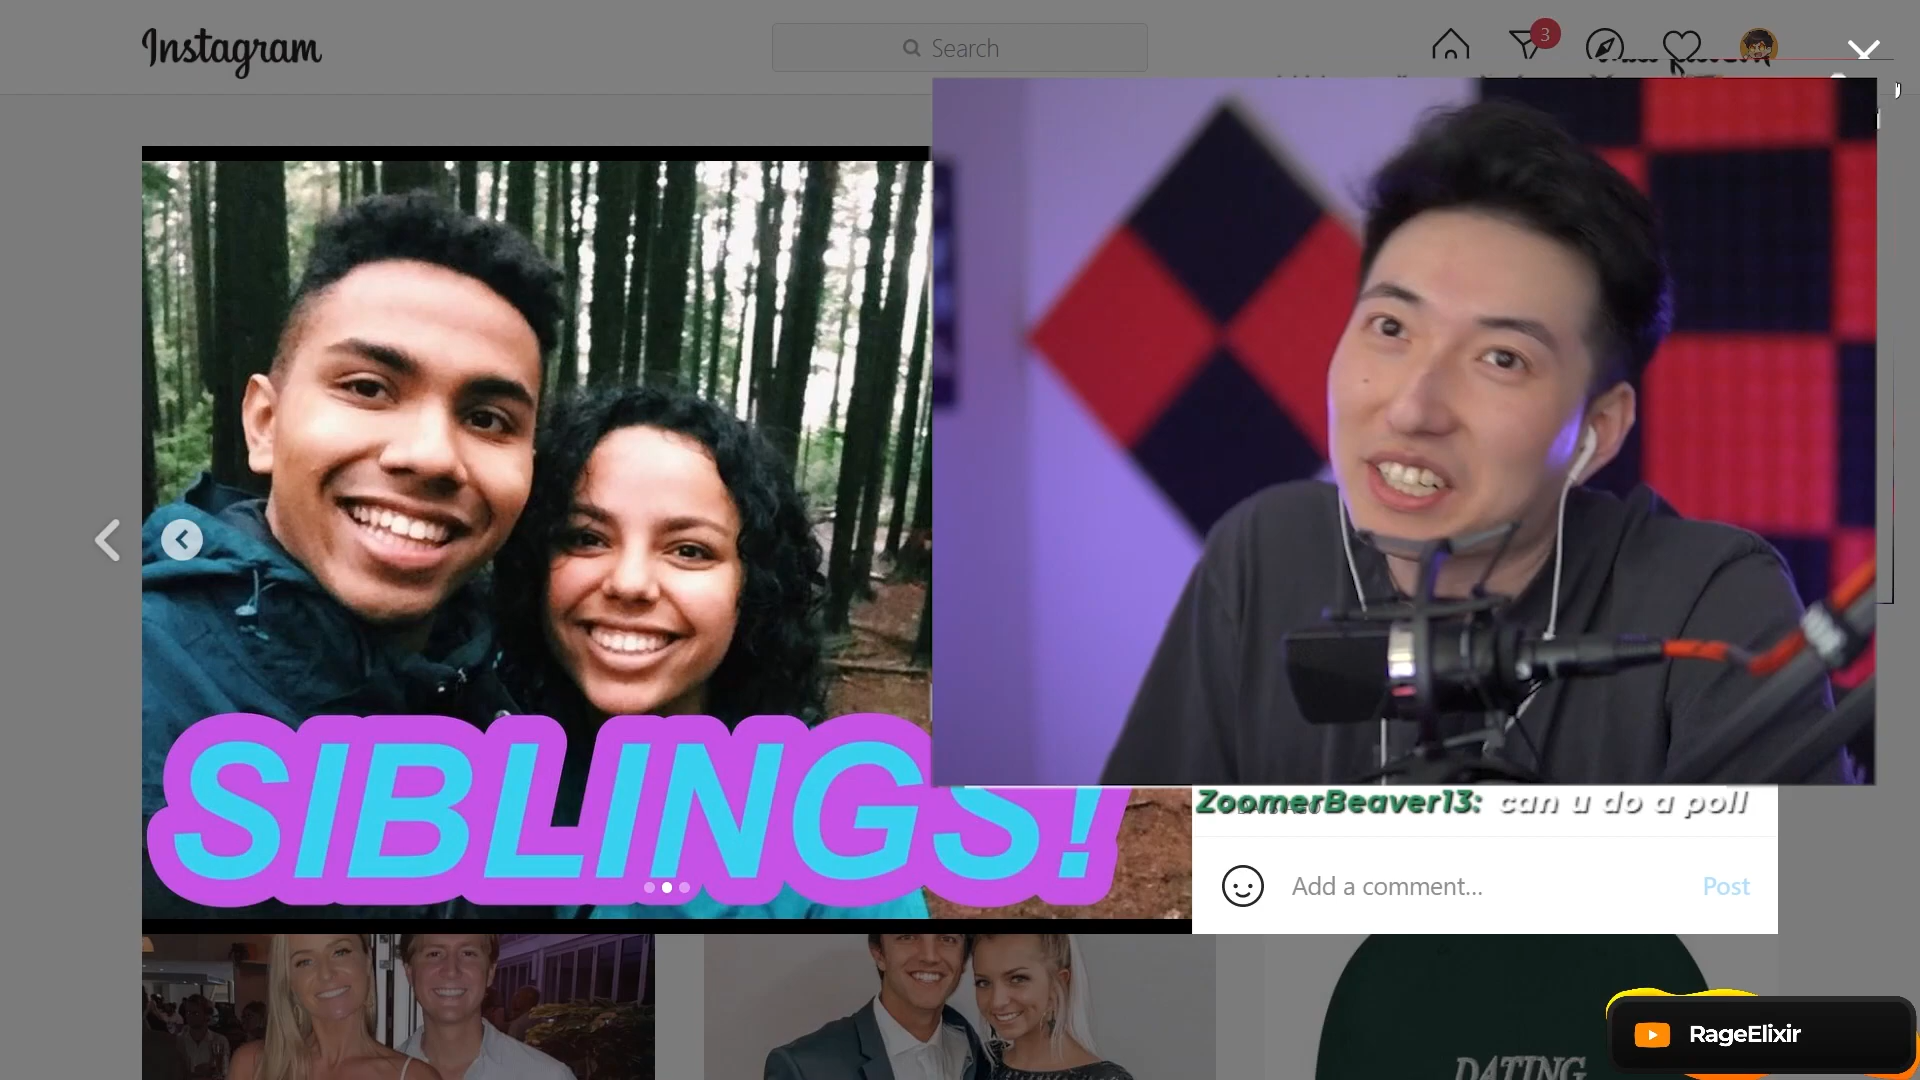 Instagram
Search
3
SIBLINGS!
ZoomerBeaver13: can u do a poll
Add a comment...
Post
DATING
RageElixir